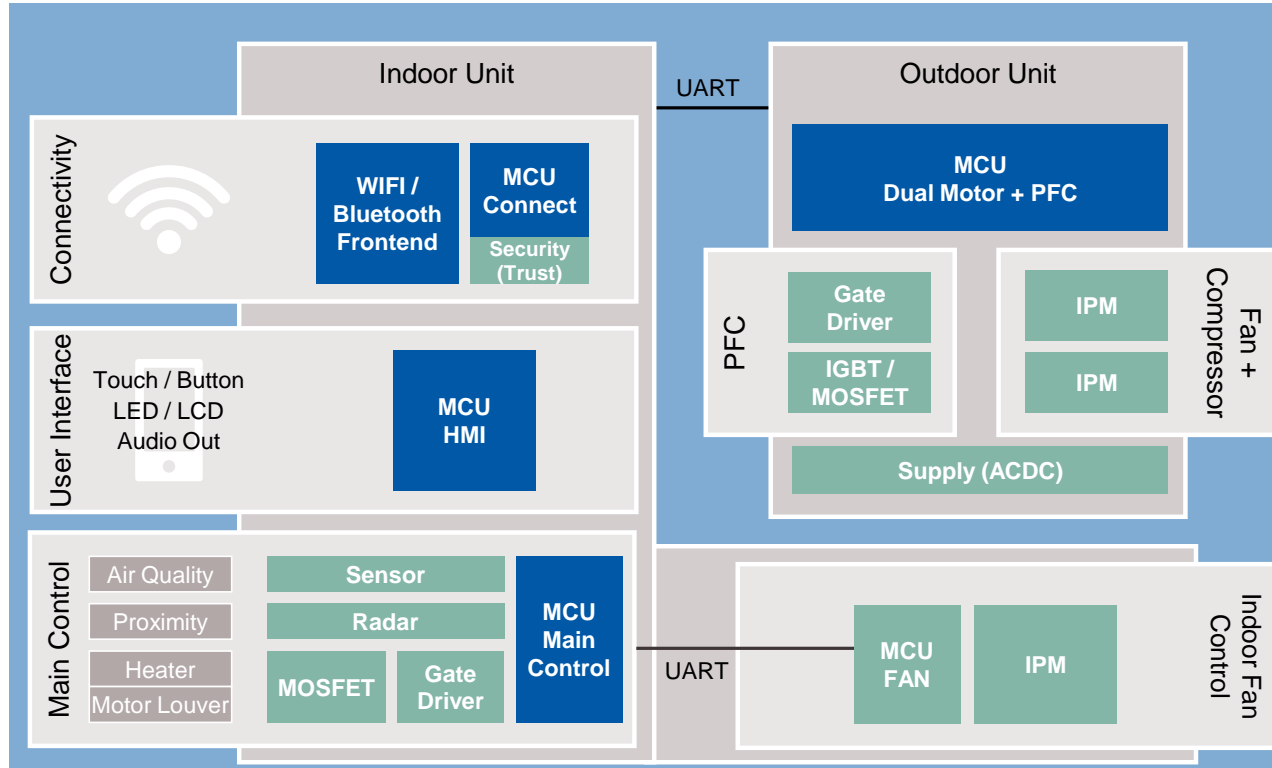 Indoor Unit
UART
Outdoor Unit
Connectivity
WIFI /
Bluetooth
Frontend
MCU
Connect
Security
(Trust)
MCU
Dual Motor + PFC
PFC
Gate
Driver
IGBT /
MOSFET
IPM
IPM
Fan +
Compressor
Supply (ACDC)
User Interface
Touch / Button
LED / LCD
Audio Out
MCU
HMI
Main Control
Air Quality
Proximity
Heater
Motor Louver
Sensor
Radar
MOSFET
Gate
Driver
MCU
Main
Control
UART
MCU
FAN
IPM
Indoor Fan
Control